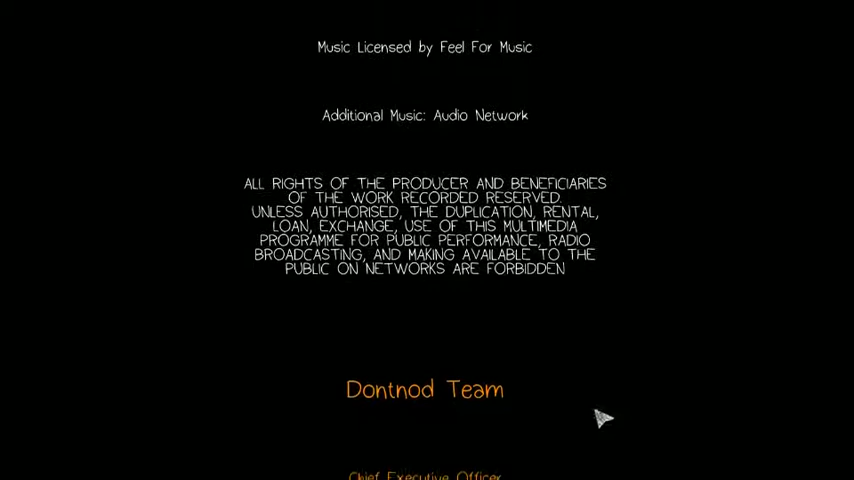 Music Licensed by Feel For Music
Additional Music: Audio Network
ALL RIGHTS OF THE PRODUCER AND BENEFICIARIES
OF THE WORK RECORDED RESERVED.
UNLESS AUTHORISED, THE DUPLICATION, RENTAL,
LOAN, EXCHANGE, USE OF THIS MULTIMEDIA
PROGRAMME FOR PUBLIC PERFORMANCE, RADIO
BROADCASTING, AND MAKING AVAILABLE TO THE
PUBLIC ON NETWORKS ARE FORBIDDEN
Dontnod Team
Chief Executive Officer